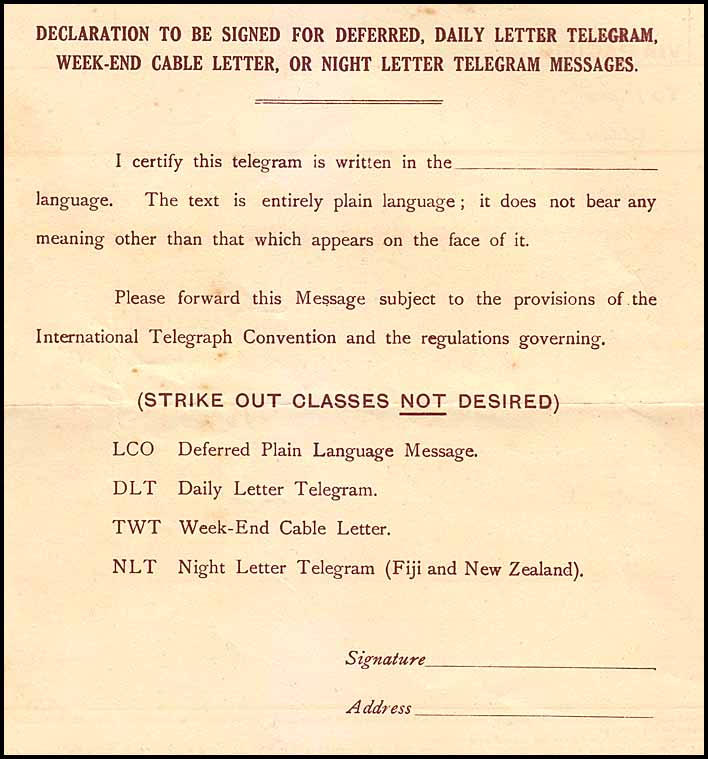 DECLARATION TO BE SIGNED FOR DEFERRED, DAILY LETTER TELEGRAM,
WEEK-END CABLE LETTER, OR NIGHT LETTER TELEGRAM MESSAGES.
I certify this telegram is written in the
language. The text is entirely plain language; it does not bear any
meaning other than that which appears on the face of it.
Please forward this Message subject to the provisions of the
International Telegraph Convention and the regulations governing.
(STRIKE OUT CLASSES NOT DESIRED)
LCO Deferred Plain Language Message.
DLT Daily Letter Telegram.
TWT Week-End Cable Letter.
NLT Night Letter Telegram (Fiji and New Zealand).
Signature
Address